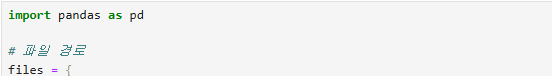 import pandas as pd
# 파일 경로
files = {